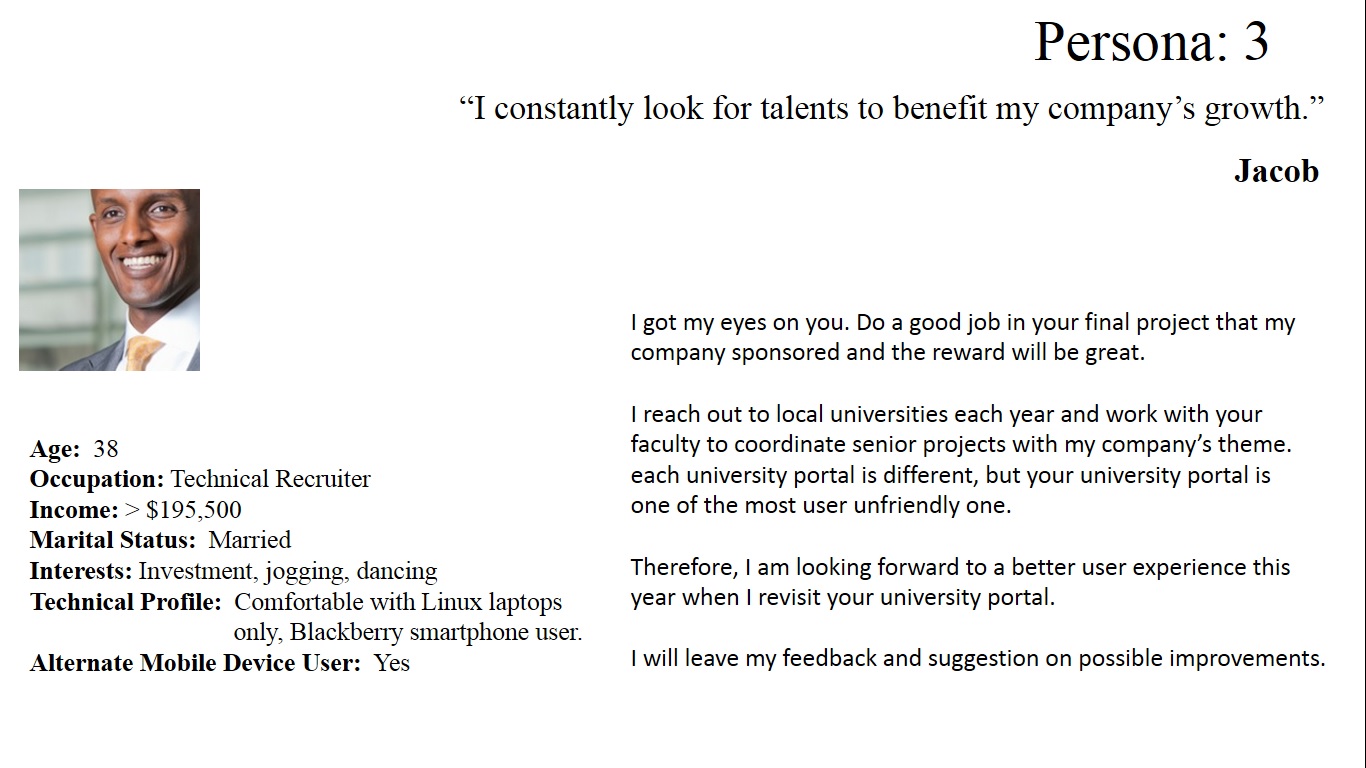 Persona: 3
“I constantly look for talents to benefit my company’s growth.”
Jacob
Age: 38
Occupation: Technical Recruiter
Income: > $195,500
Marital Status: Married
Interests: Investment, jogging, dancing
Technical Profile: Comfortable with Linux laptops
only, Blackberry smartphone user.
Alternate Mobile Device User: Yes
I got my eyes on you. Do a good job in your final project that my
company sponsored and the reward will be great.
I reach out to local universities each year and work with your
faculty to coordinate senior projects with my company’s theme.
each university portal is different, but your university portal is
one of the most user unfriendly one.
Therefore, I am looking forward to a better user experience this
year when I revisit your university portal.
I will leave my feedback and suggestion on possible improvements.